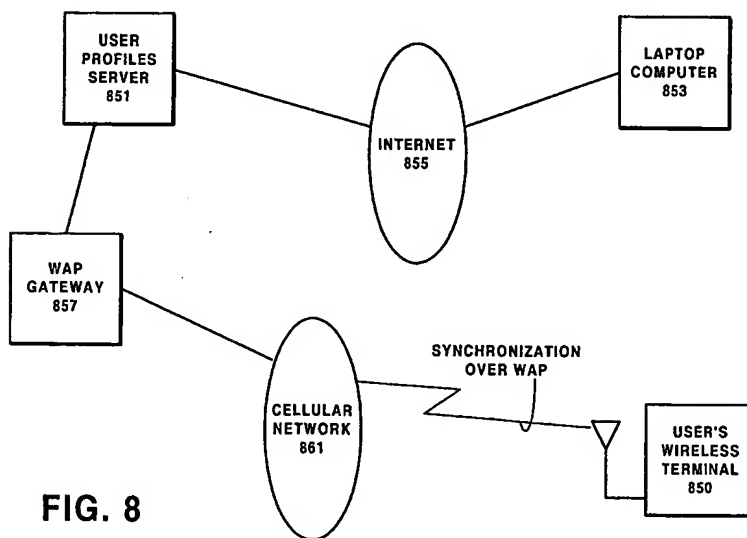 USER
PROFILES
SERVER
851
LAPTOP
COMPUTER
853
INTERNET
855
WAP
GATEWAY
857
SYNCHRONIZATION
OVER WAP
CELLULAR
NETWORK
861
USER'S
WIRELESS
TERMINAL
850
FIG. 8